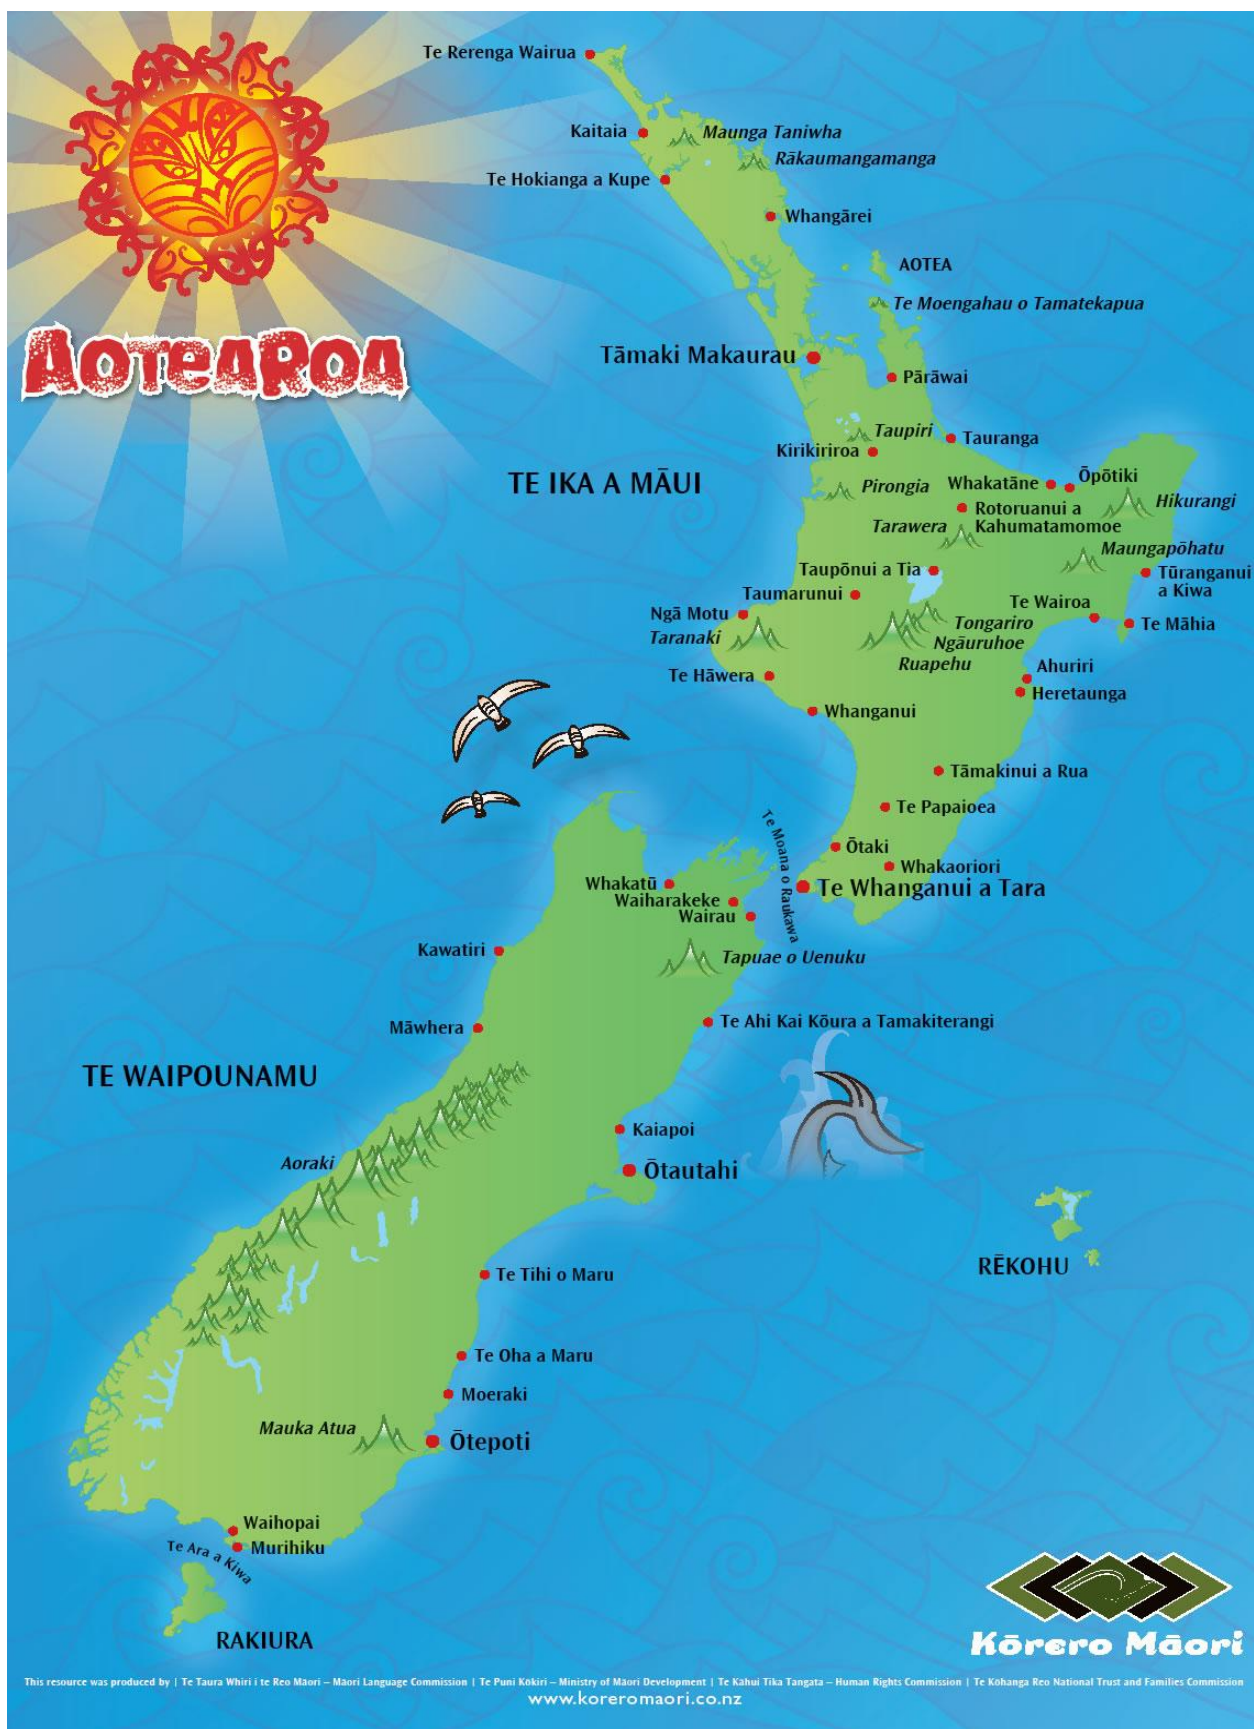 Te Rerenga Wairua
Kaitaia
Maunga Taniwha
Rākaumangamanga
Te Hokianga a Kupe
Whangārei
AOTEA
Te Moengahau o Tamatekapua
AOTEAROA
Tāmaki Makaurau
Pārāwai
Taupiri
Tauranga
Kirikiriroa
TE IKA A MĀUI
Pirongia
Whakatāne
Ōpōtiki
Hikurangi
Rotoruanui a
Kahumatamomoe
Tarawera
Maungapōhatu
Taupōnui a Tia
Tūranganui
a Kiwa
Taumarunui
Te Wairoa
Ngā Motu
Tongariro
Te Māhia
Taranaki
Ngāuruhoe
Ruapehu
Ahuriri
Te Hāwera
Heretaunga
Whanganui
Tāmakinui a Rua
Te Papaioea
Te Moana o Raukawa
Ōtaki
Whakaoriori
Te Whanganui a Tara
Whakatū
Waiharakeke
Wairau
Kawatiri
Tapuae o Uenuku
Māwhera
Te Ahi Kai Kōura a Tamakiterangi
TE WAIPOUNAMU
Kaiapoi
Aoraki
Ōtautahi
RĒKOHU
Te Tihi o Maru
Te Oha a Maru
Moeraki
Mauka Atua
Ōtepoti
Waihopai
Te Ara a Kiwa
Murihiku
RAKIURA
Kōrero Māori
This resource was produced by | Te Taura Whiri i te Reo Māori – Māori Language Commission | Te Puni Kōkiri – Ministry of Māori Development | Te Kāhui Tika Tangata – Human Rights Commission | Te Kōhanga Reo National Trust and Families Commission
www.koreromaori.co.nz